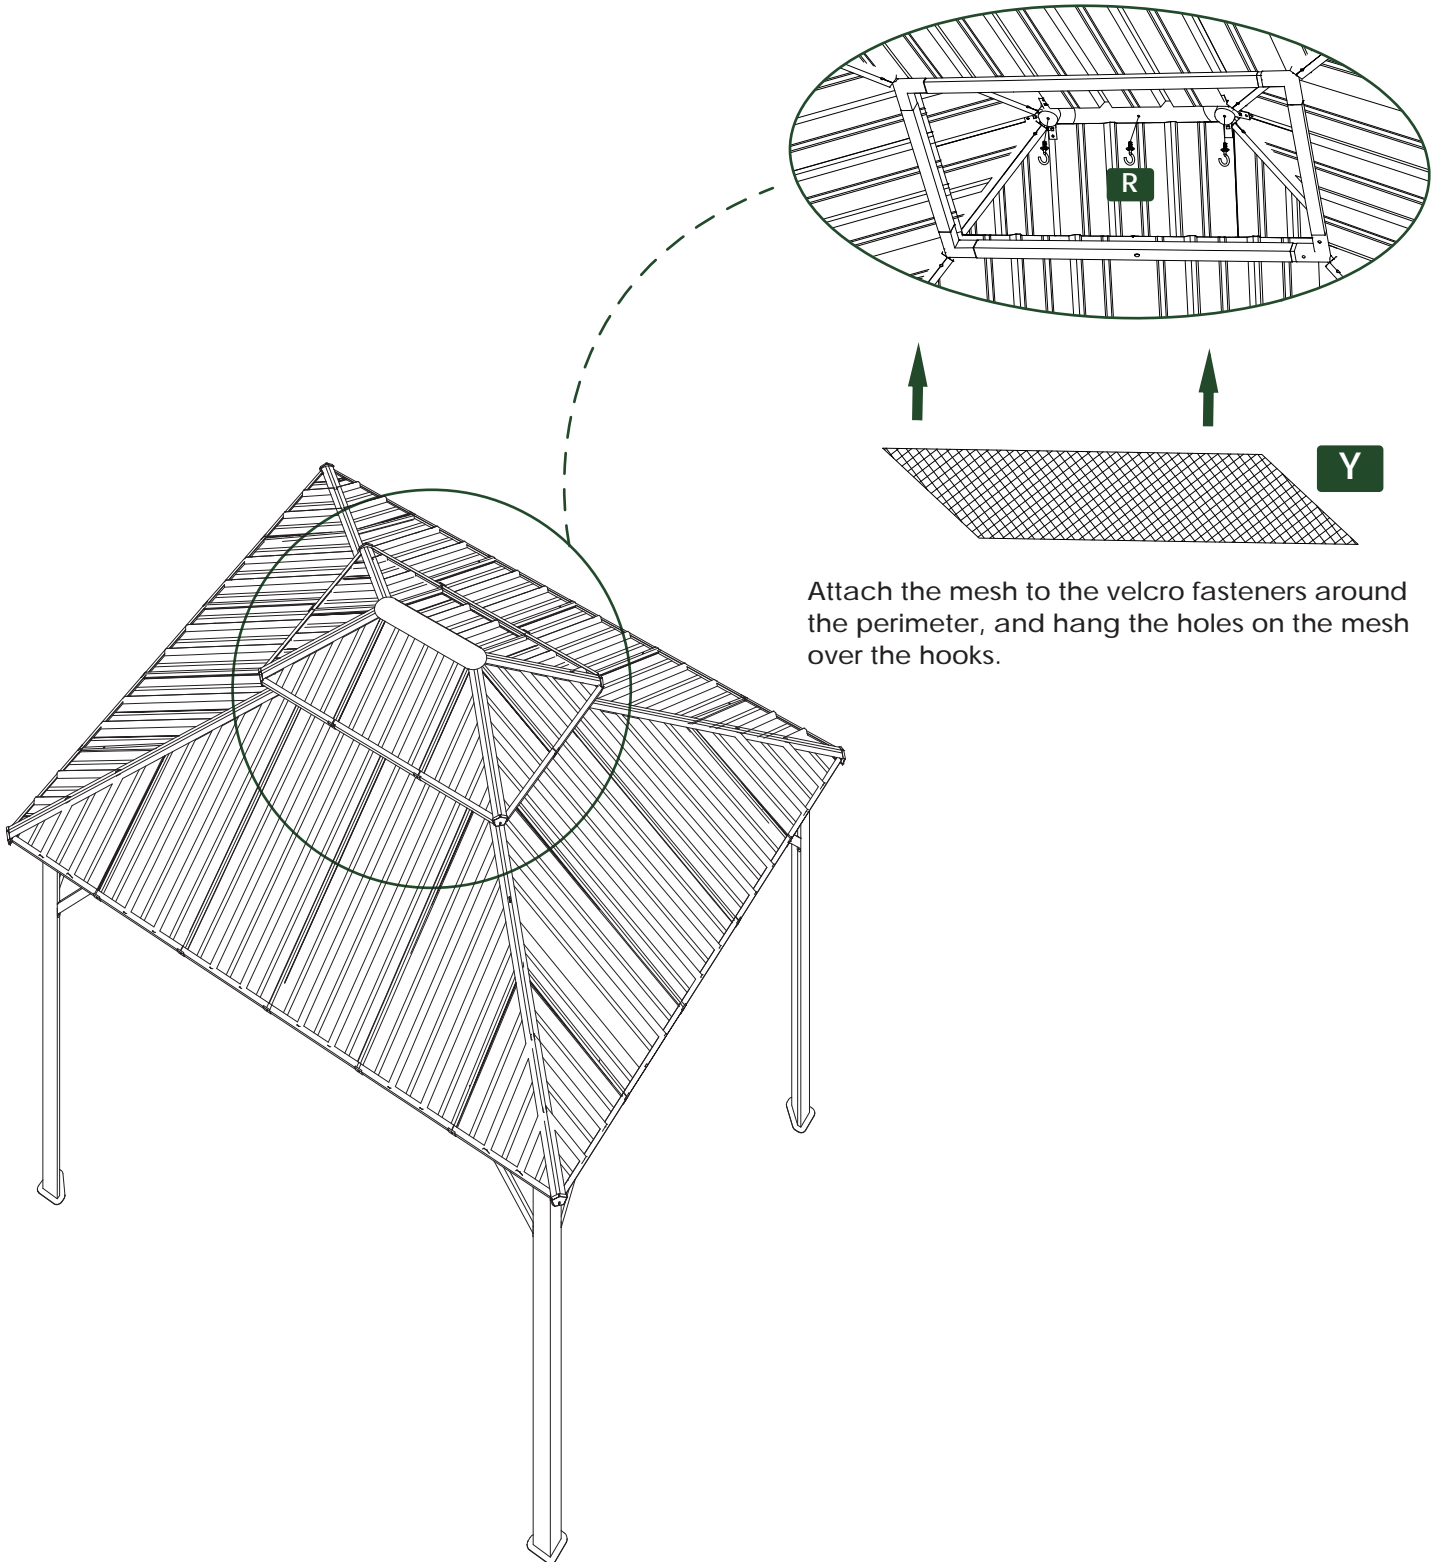 R
Y
Attach the mesh to the velcro fasteners around
the perimeter, and hang the holes on the mesh
over the hooks.